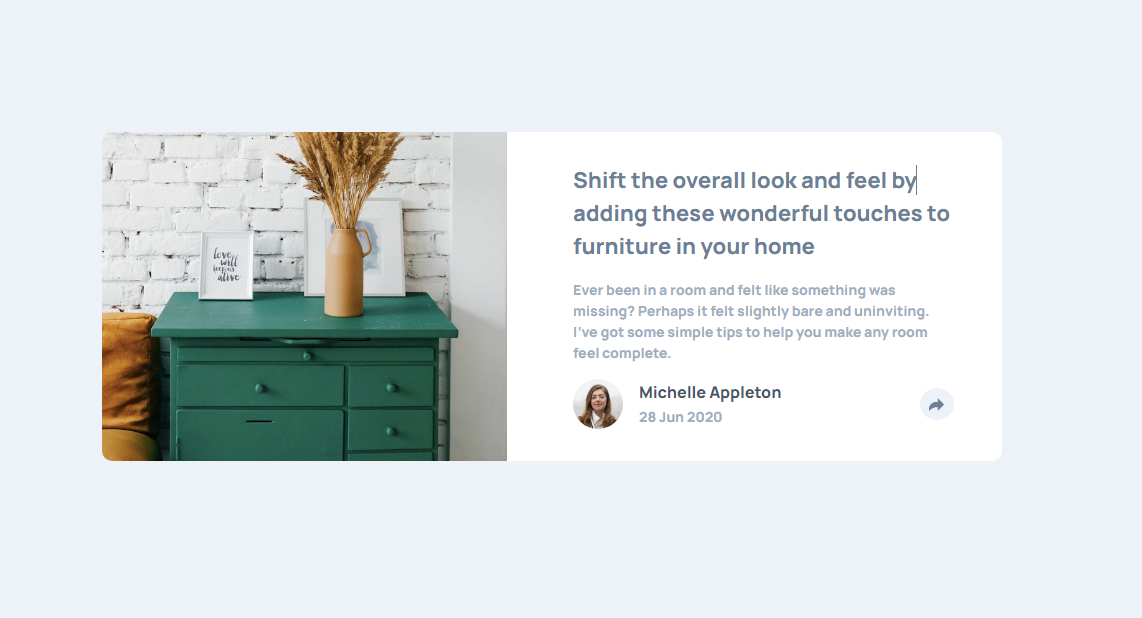 love
will
keep us
alive
Shift the overall look and feel by
adding these wonderful touches to
furniture in your home
Ever been in a room and felt like something was
missing? Perhaps it felt slightly bare and uninviting.
I've got some simple tips to help you make any room
feel complete.
Michelle Appleton
28 Jun 2020